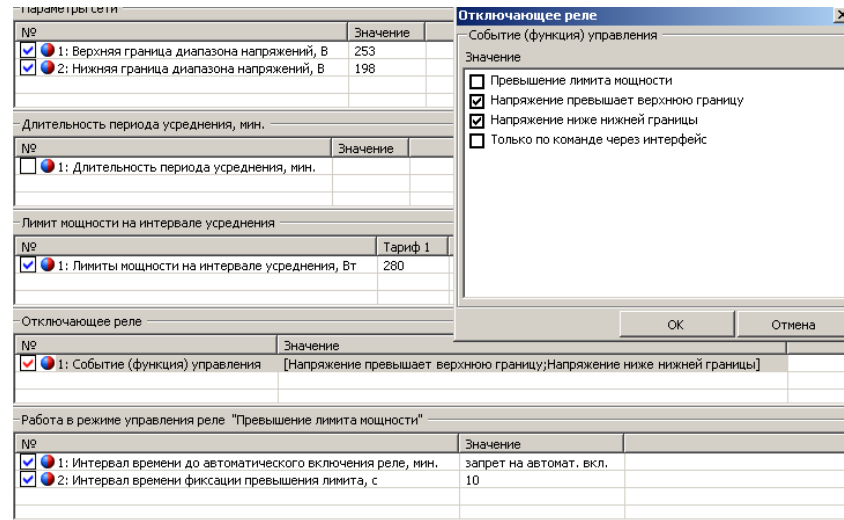 Параметры сети
№ Значение
1: Верхняя граница диапазона напряжений, В 253
2: Нижняя граница диапазона напряжений, В 198
Длительность периода усреднения, мин.
№ Значение
1: Длительность периода усреднения, мин.
Лимит мощности на интервале усреднения
№ Тариф 1
1: Лимиты мощности на интервале усреднения, Вт 280
Отключающее реле
№ Значение
1: Событие (функция) управления [Напряжение превышает верхнюю границу;Напряжение ниже нижней границы]
Работа в режиме управления реле "Превышение лимита мощности"
№ Значение
1: Интервал времени до автоматического включения реле, мин. запрет на автомат. вкл.
2: Интервал времени фиксации превышения лимита, с 10
Отключающее реле
Событие (функция) управления
Значение
Превышение лимита мощности
Напряжение превышает верхнюю границу
Напряжение ниже нижней границы
Только по команде через интерфейс
ОК Отмена